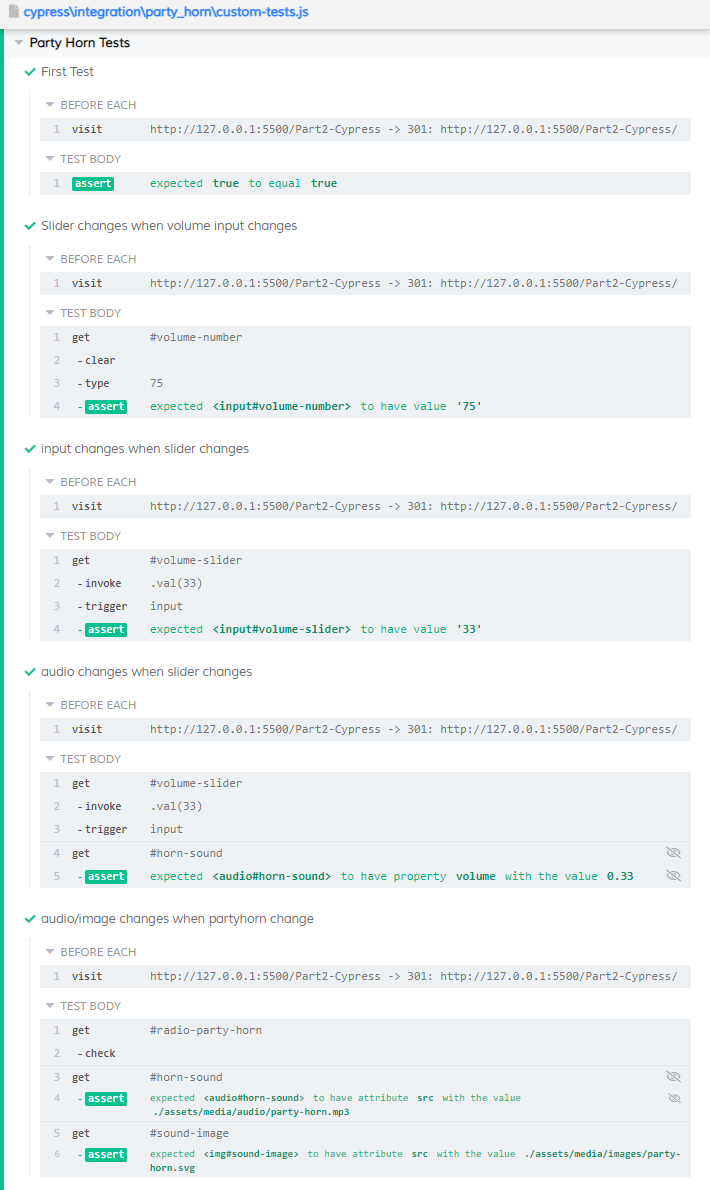 cypress\integration\party_horn\custom-tests.js
Party Horn Tests
First Test
BEFORE EACH
1 visit http://127.0.0.1:5500/Part2-Cypress -> 301: http://127.0.0.1:5500/Part2-Cypress/
TEST BODY
1 assert expected true to equal true
Slider changes when volume input changes
BEFORE EACH
1 visit http://127.0.0.1:5500/Part2-Cypress -> 301: http://127.0.0.1:5500/Part2-Cypress/
TEST BODY
1 get #volume-number
2 -clear
3 -type 75
4 -assert expected <input#volume-number> to have value '75'
input changes when slider changes
BEFORE EACH
1 visit http://127.0.0.1:5500/Part2-Cypress -> 301: http://127.0.0.1:5500/Part2-Cypress/
TEST BODY
1 get #volume-slider
2 -invoke .val(33)
3 -trigger input
4 -assert expected <input#volume-slider> to have value '33'
audio changes when slider changes
BEFORE EACH
1 visit http://127.0.0.1:5500/Part2-Cypress -> 301: http://127.0.0.1:5500/Part2-Cypress/
TEST BODY
1 get #volume-slider
2 -invoke .val(33)
3 -trigger input
4 get #horn-sound
5 -assert expected <audio#horn-sound> to have property volume with the value 0.33
audio/image changes when partyhorn change
BEFORE EACH
1 visit http://127.0.0.1:5500/Part2-Cypress -> 301: http://127.0.0.1:5500/Part2-Cypress/
TEST BODY
1 get #radio-party-horn
2 -check
3 get #horn-sound
4 -assert expected <audio#horn-sound> to have attribute src with the value
./assets/media/audio/party-horn.mp3
5 get #sound-image
6 -assert expected <img#sound-image> to have attribute src with the value ./assets/media/images/party-
horn.svg